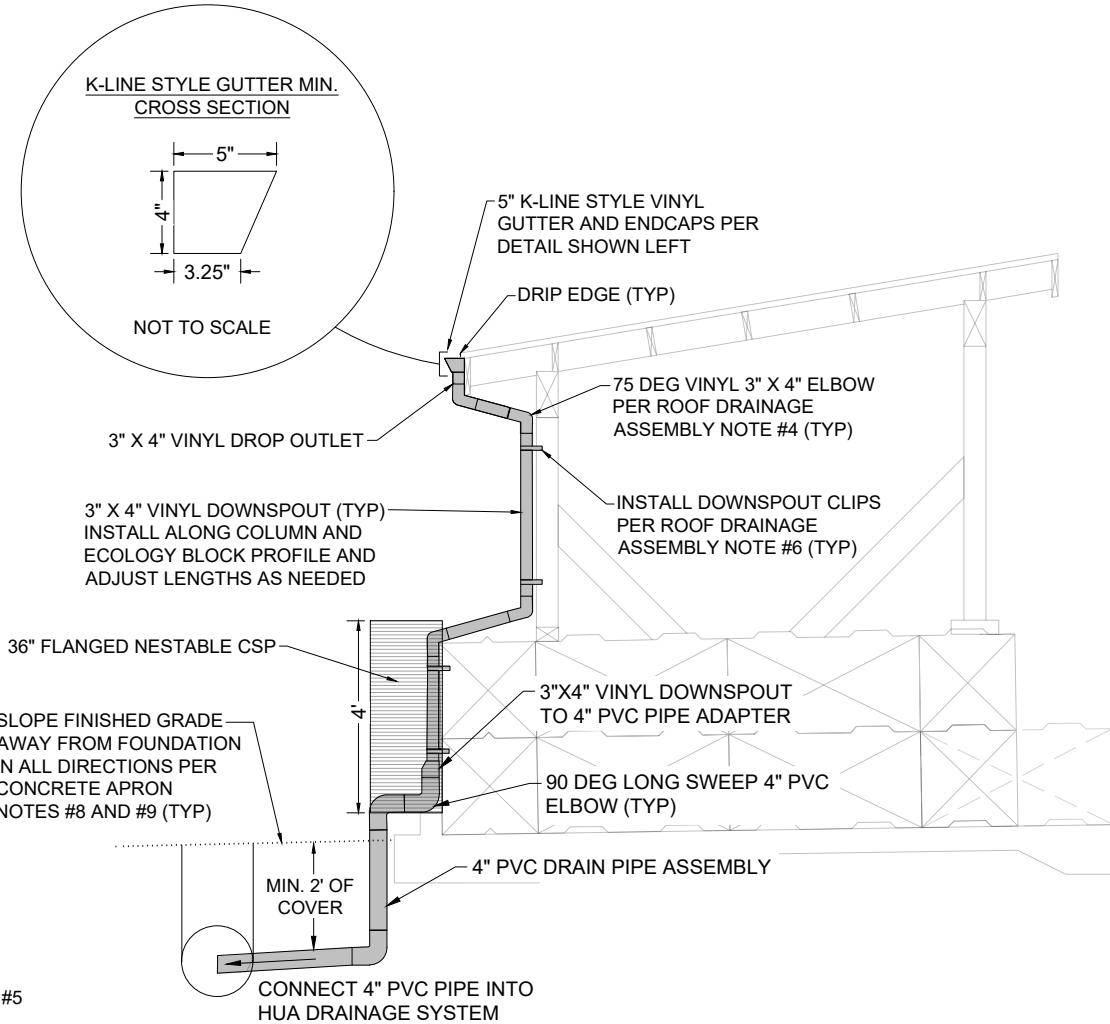 K-LINE STYLE GUTTER MIN.
CROSS SECTION
5"
4"
3.25"
NOT TO SCALE
5" K-LINE STYLE VINYL
GUTTER AND ENDCAPS PER
DETAIL SHOWN LEFT
DRIP EDGE (TYP)
75 DEG VINYL 3" X 4" ELBOW
PER ROOF DRAINAGE
ASSEMBLY NOTE #4 (TYP)
3" X 4" VINYL DROP OUTLET
3" X 4" VINYL DOWNSPOUT (TYP)
INSTALL ALONG COLUMN AND
ECOLOGY BLOCK PROFILE AND
ADJUST LENGTHS AS NEEDED
INSTALL DOWNSPOUT CLIPS
PER ROOF DRAINAGE
ASSEMBLY NOTE #6 (TYP)
36" FLANGED NESTABLE CSP
4'
3"X4" VINYL DOWNSPOUT
TO 4" PVC PIPE ADAPTER
SLOPE FINISHED GRADE
AWAY FROM FOUNDATION
N ALL DIRECTIONS PER
CONCRETE APRON
NOTES #8 AND #9 (TYP)
90 DEG LONG SWEEP 4" PVC
ELBOW (TYP)
4" PVC DRAIN PIPE ASSEMBLY
MIN. 2' OF
COVER
#5
CONNECT 4" PVC PIPE INTO
HUA DRAINAGE SYSTEM